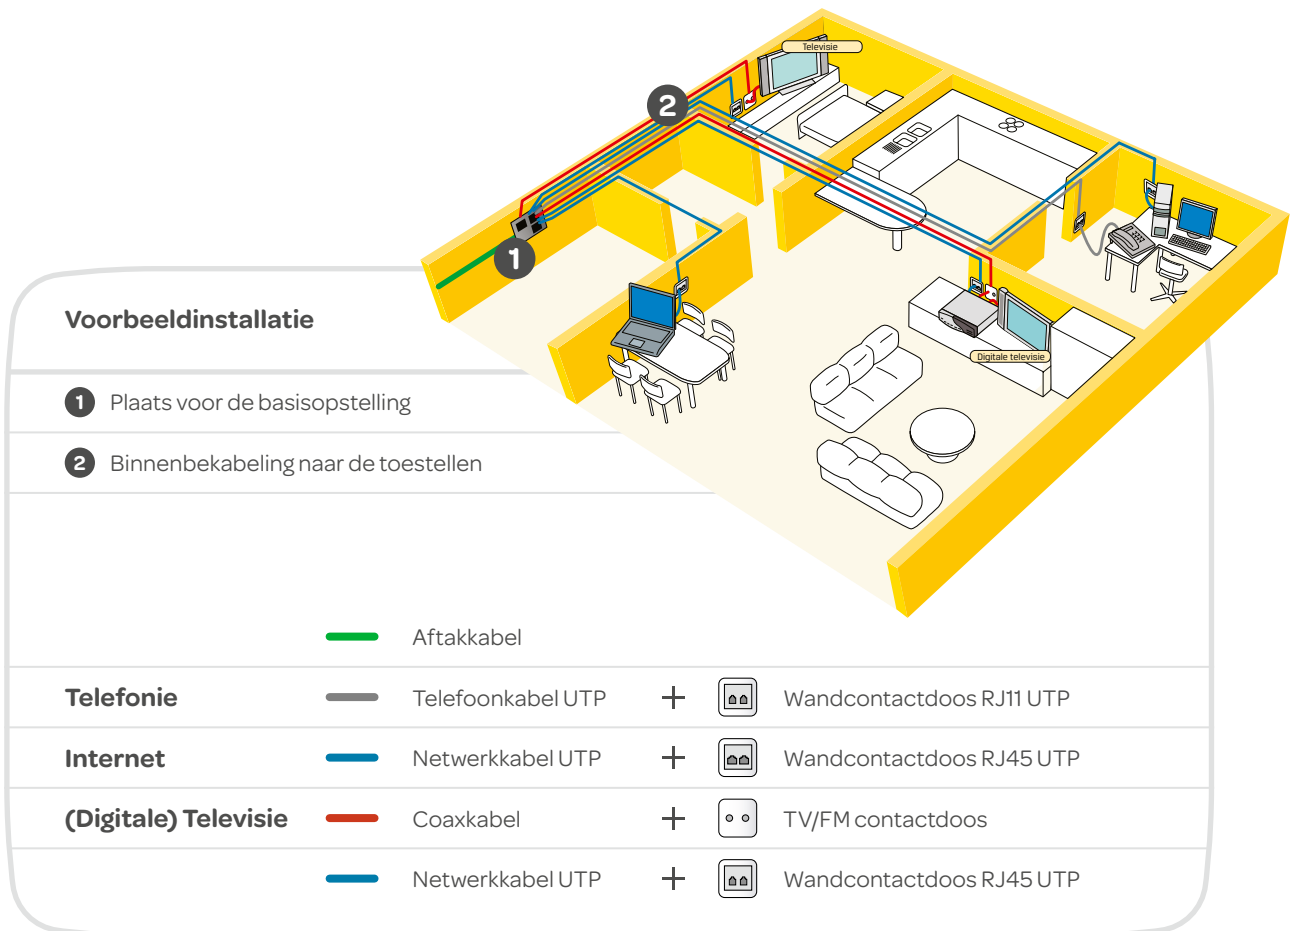 Televisie
2
1
Digitale televisie
Voorbeeldinstallatie
1 Plaats voor de basisopstelling
2 Binnenbekabeling naar de toestellen
Aftakkabel
Telefonie Telefoonkabel UTP + Wandcontactdoos RJ11 UTP
Internet Netwerkkabel UTP + Wandcontactdoos RJ45 UTP
(Digitale) Televisie Coaxkabel + TV/FM contactdoos
Netwerkkabel UTP + Wandcontactdoos RJ45 UTP